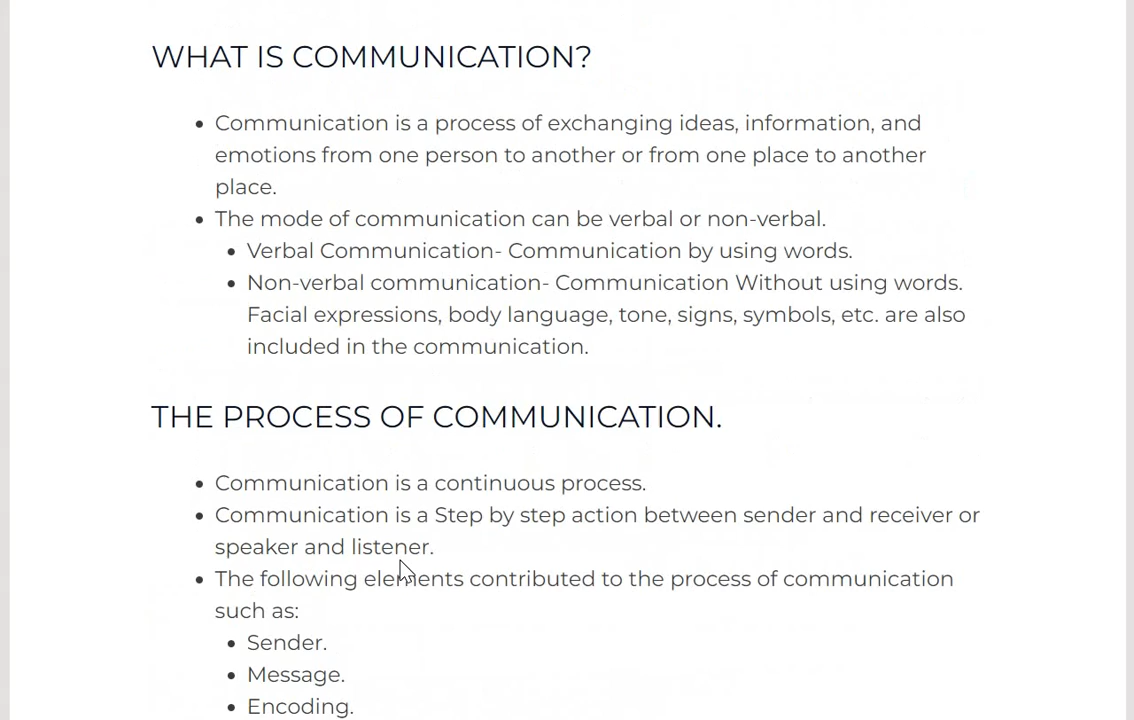 WHAT IS COMMUNICATION?
Communication is a process of exchanging ideas, information, and
emotions from one person to another or from one place to another
place.
The mode of communication can be verbal or non-verbal.
Verbal Communication- Communication by using words.
Non-verbal communication- Communication Without using words.
Facial expressions, body language, tone, signs, symbols, etc. are also
included in the communication.
THE PROCESS OF COMMUNICATION.
Communication is a continuous process.
Communication is a Step by step action between sender and receiver or
speaker and listener.
The following elements contributed to the process of communication
such as:
Sender.
Message.
Encoding.